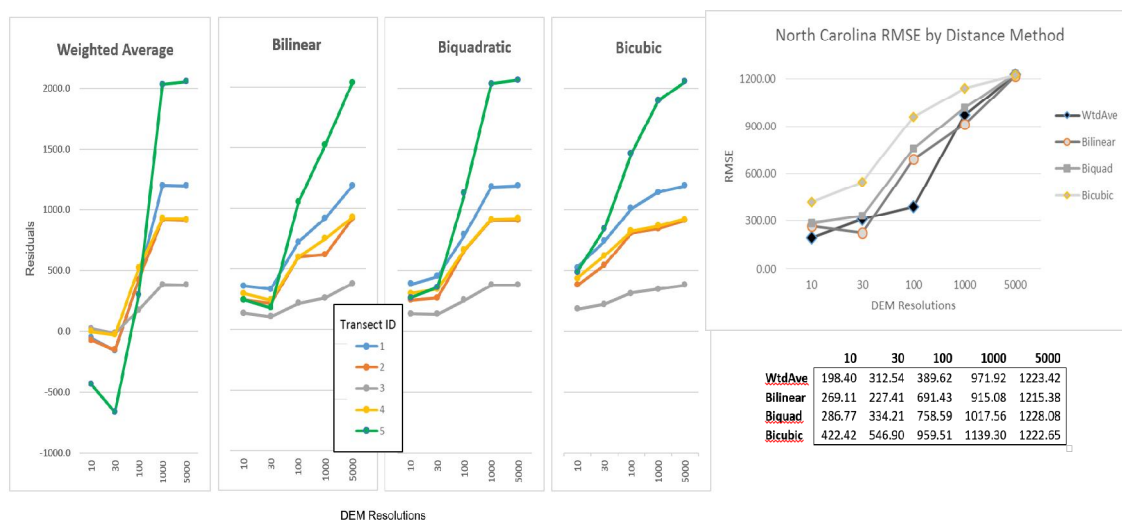 Weighted Average
Bilinear
Biquadratic
Bicubic
Residuals
2000.0
1500.0
1000.0
500.0
0.0
-500.0
-1000.0
10 30 100 1000 5000
10 30 100 1000 5000
10 30 100 1000 5000
10 30 100 1000 5000
Transect ID
1
2
3
4
5
DEM Resolutions
North Carolina RMSE by Distance Method
RMSE
1200.00
900.00
600.00
300.00
0.00
10 30 100 1000 5000
DEM Resolutions
WtdAve
Bilinear
Biquad
Bicubic
10 30 100 1000 5000
WtdAve 198.40 312.54 389.62 971.92 1223.42
Bilinear 269.11 227.41 691.43 915.08 1215.38
Biquad 286.77 334.21 758.59 1017.56 1228.08
Bicubic 422.42 546.90 959.51 1139.30 1222.65